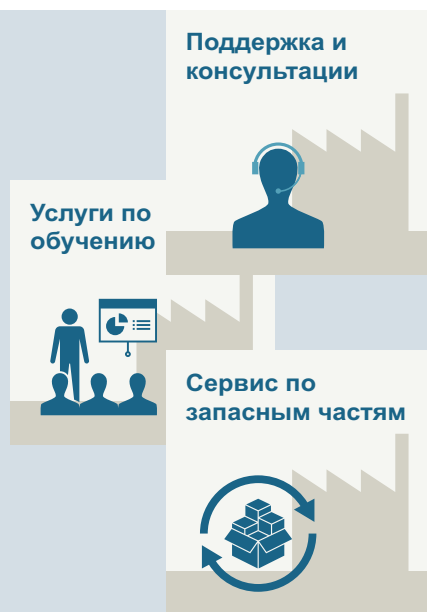 Поддержка и
консультации
Услуги по
обучению
Сервис по
запасным частям